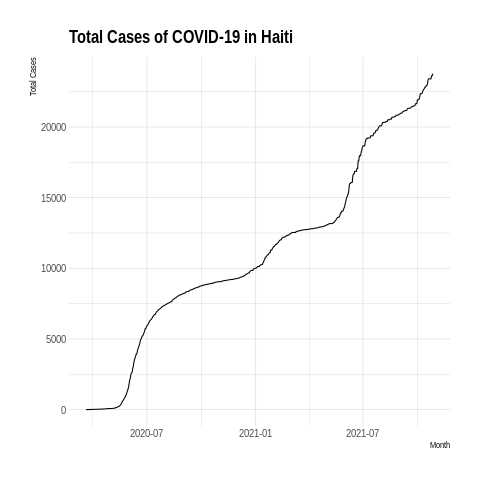 Total Cases of COVID-19 in Haiti
Total Cases
20000
15000
10000
5000
0
2020-07
2021-01
2021-07
Month